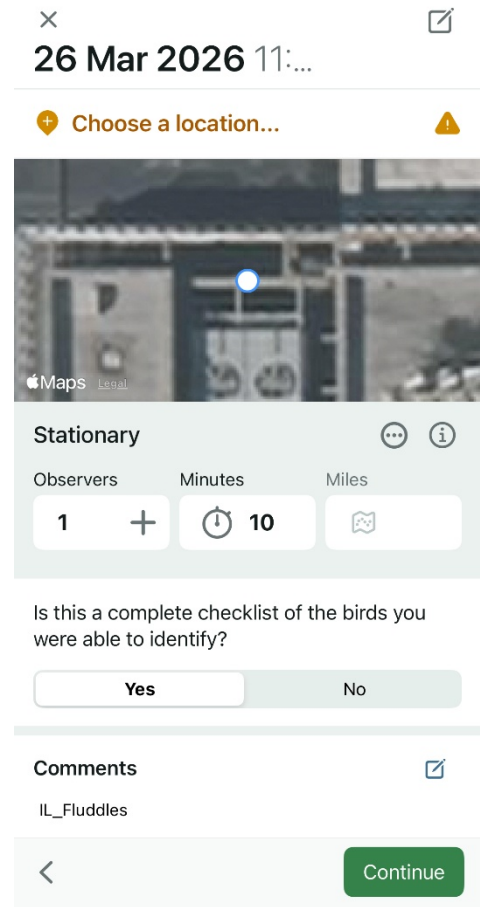 26 Mar 2026 11:...
Choose a location...
Maps Legal
Stationary
Observers Minutes Miles
1 10
Is this a complete checklist of the birds you
were able to identify?
Yes No
Comments
IL_Fluddles
Continue